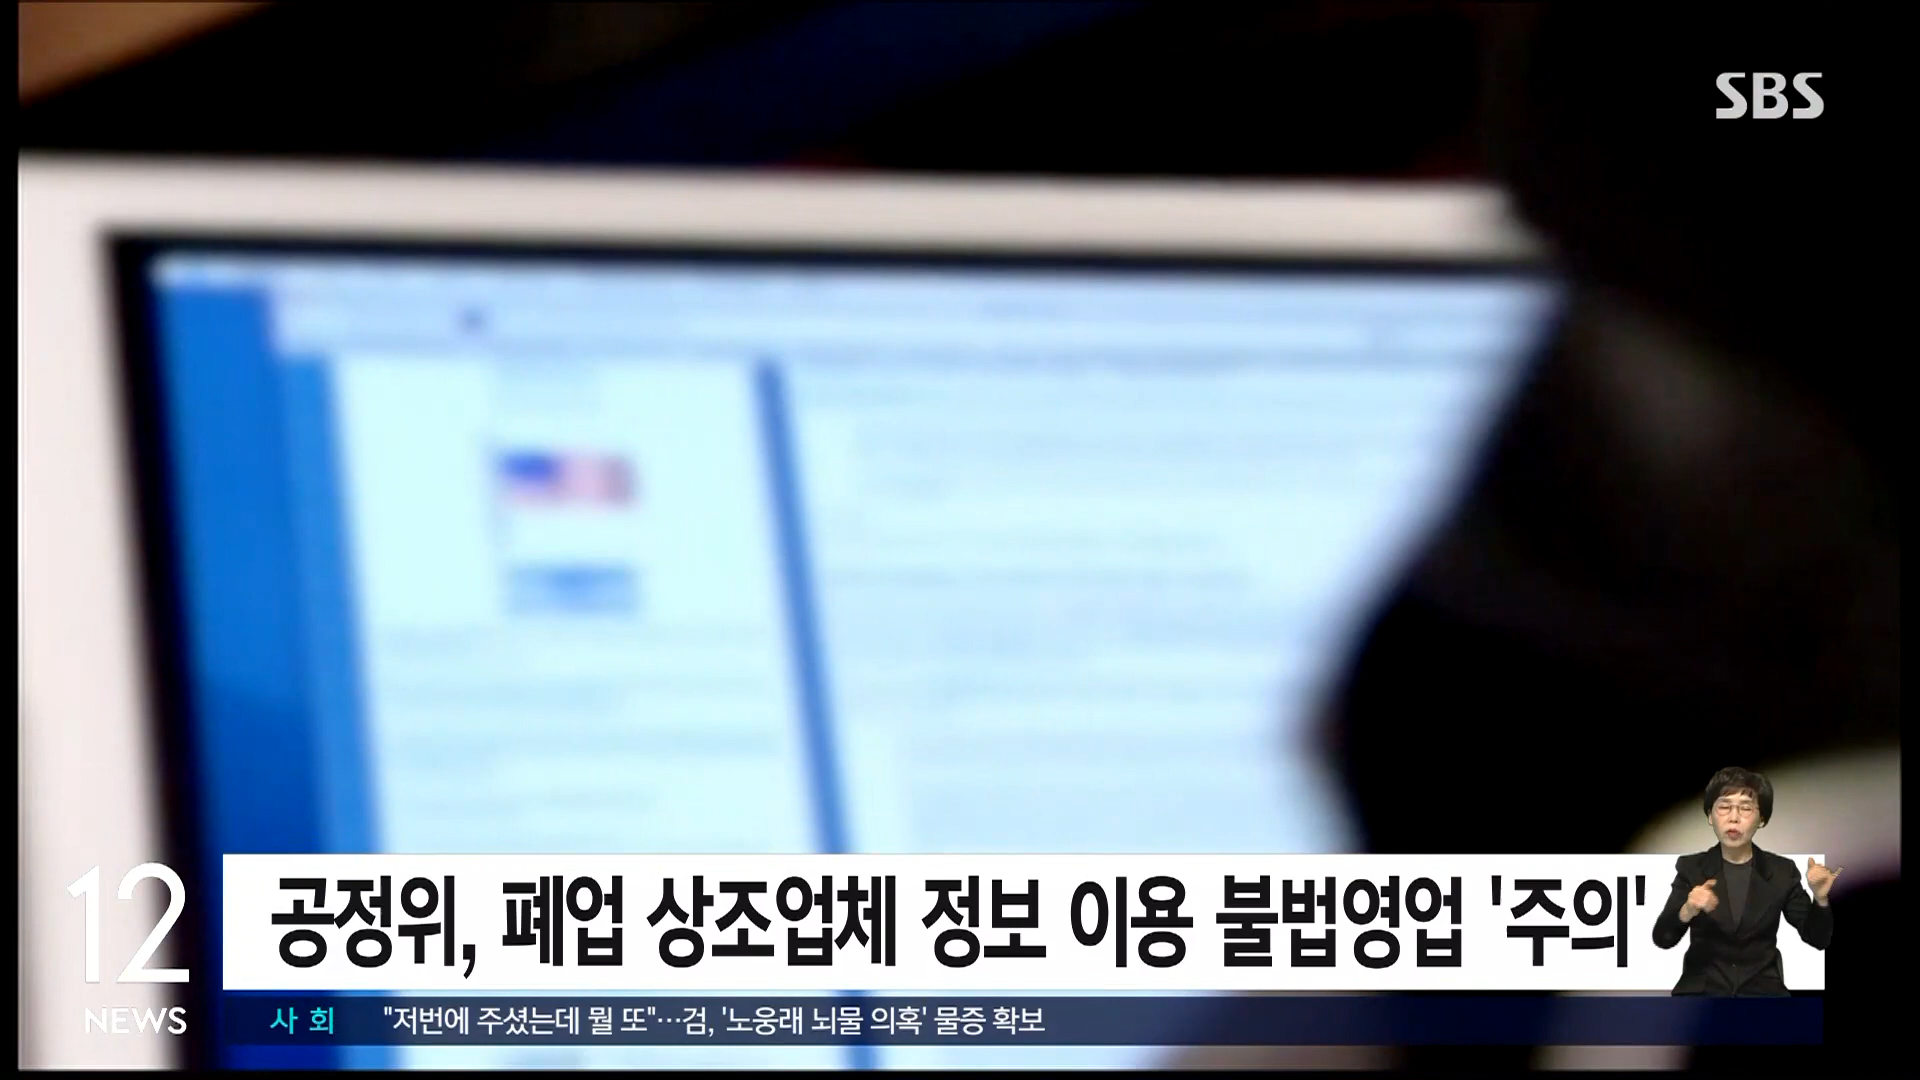 SBS
12
NEWS
공정위, 폐업 상조업체 정보 이용 불법영업 '주의'
사회 "저번에 주셨는데 뭘 또"…검, '노웅래 뇌물 의혹' 물증 확보